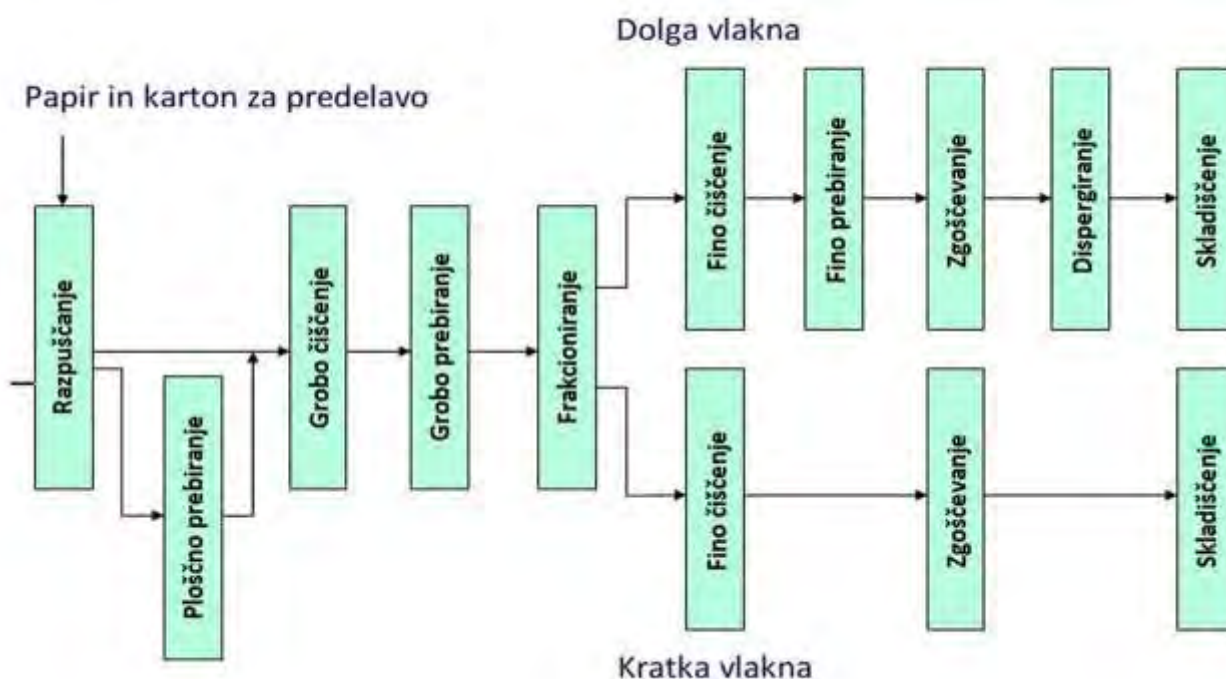 Dolga vlakna
Papir in karton za predelavo
Razpuščanje
Ploščno prebiranje
Grobo čiščenje
Grobo prebiranje
Frakcioniranje
Fino čiščenje
Fino prebiranje
Zgoščevanje
Dispergiranje
Skladiščenje
Fino čiščenje
Zgoščevanje
Skladiščenje
Kratka vlakna